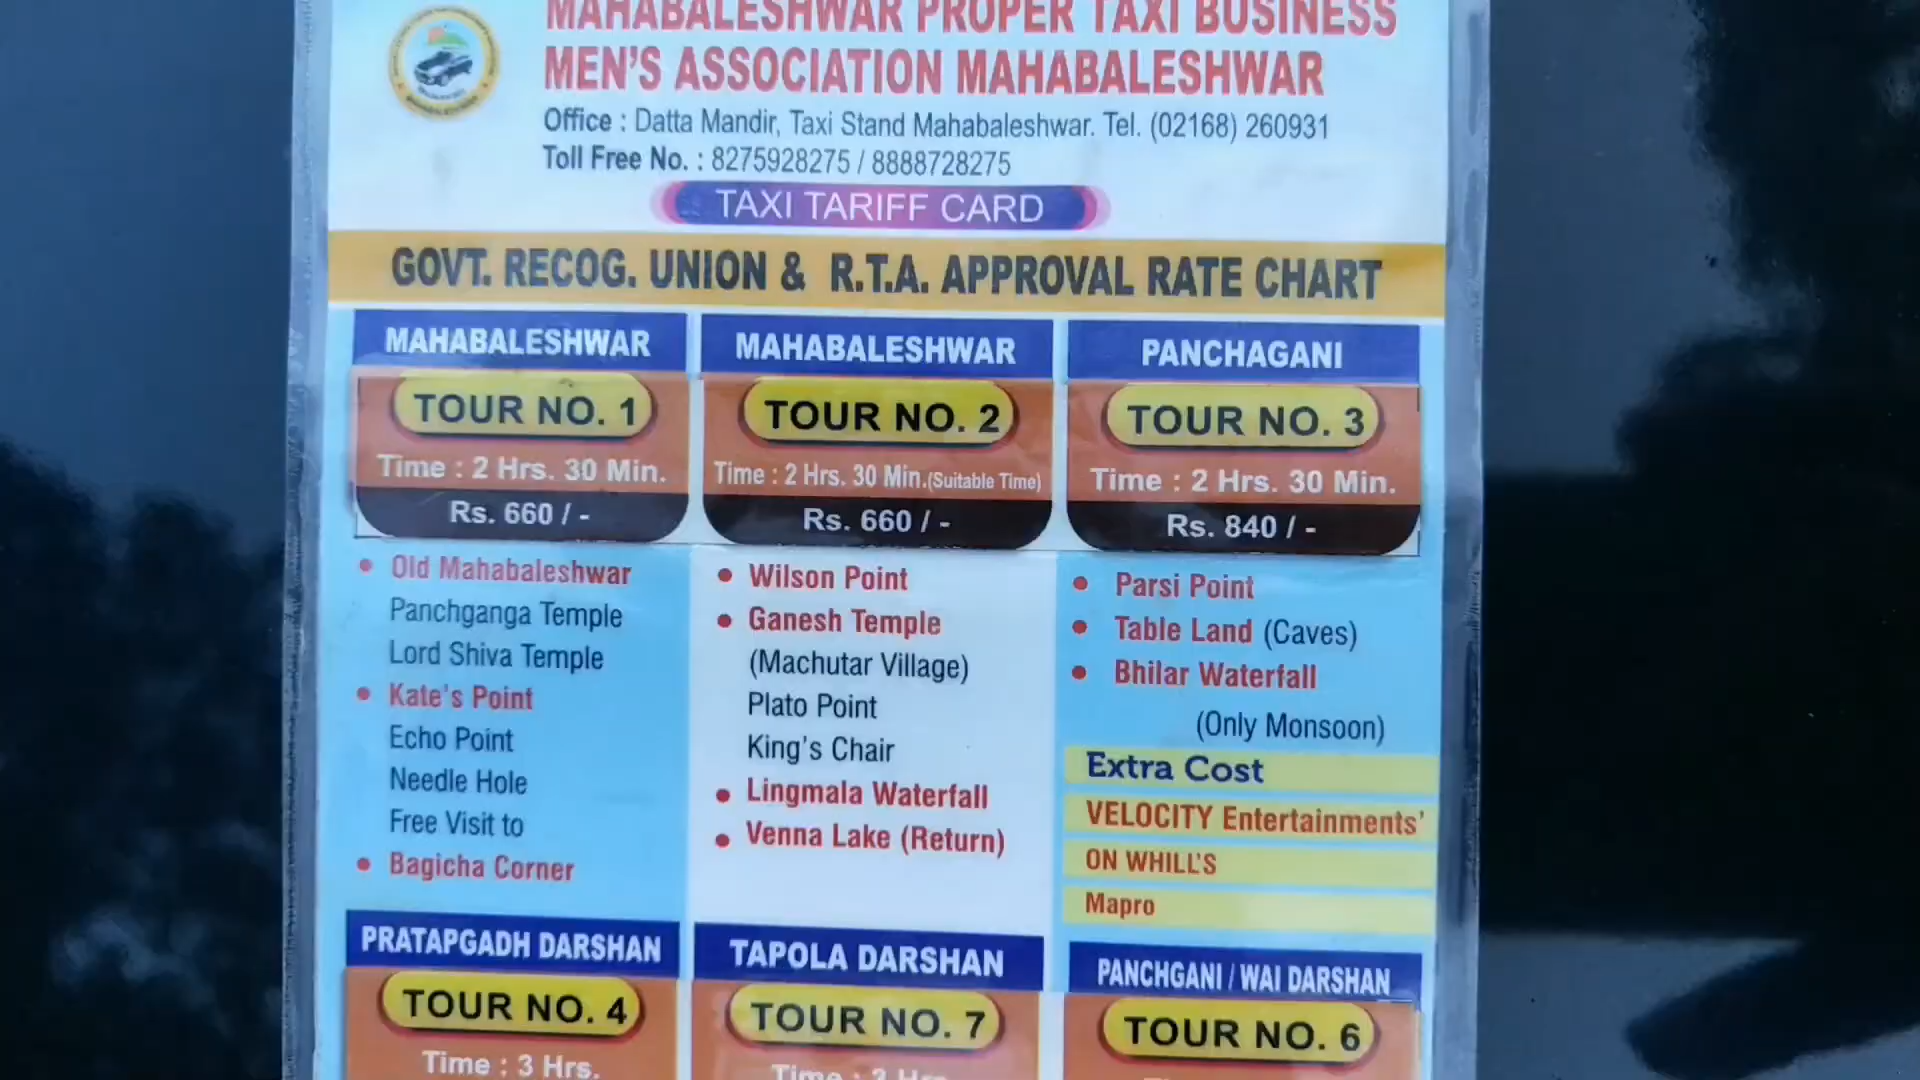 MAHABALESHWAR PROPER TAXI BUSINESS
MEN'S ASSOCIATION MAHABALESHWAR
Office : Datta Mandir, Taxi Stand Mahabaleshwar. Tel. (02168) 260931
Toll Free No. : 8275928275 / 8888728275
TAXI TARIFF CARD
GOVT. RECOG. UNION & R.T.A. APPROVAL RATE CHART
MAHABALESHWAR
TOUR NO. 1
Time : 2 Hrs. 30 Min.
Rs. 660 / -
• Old Mahabaleshwar
Panchganga Temple
Lord Shiva Temple
• Kate's Point
Echo Point
Needle Hole
Free Visit to
• Bagicha Corner
MAHABALESHWAR
TOUR NO. 2
Time : 2 Hrs. 30 Min.(Suitable Time)
Rs. 660 / -
• Wilson Point
• Ganesh Temple
(Machutar Village)
Plato Point
King's Chair
• Lingmala Waterfall
• Venna Lake (Return)
PANCHAGANI
TOUR NO. 3
Time : 2 Hrs. 30 Min.
Rs. 840 / -
• Parsi Point
• Table Land (Caves)
• Bhilar Waterfall
(Only Monsoon)
Extra Cost
VELOCITY Entertainments'
ON WHILL'S
Mapro
PRATAPGADH DARSHAN
TOUR NO. 4
Time : 3 Hrs.
TAPOLA DARSHAN
TOUR NO. 7
Time : 3 Hrs.
PANCHGANI / WAI DARSHAN
TOUR NO. 6